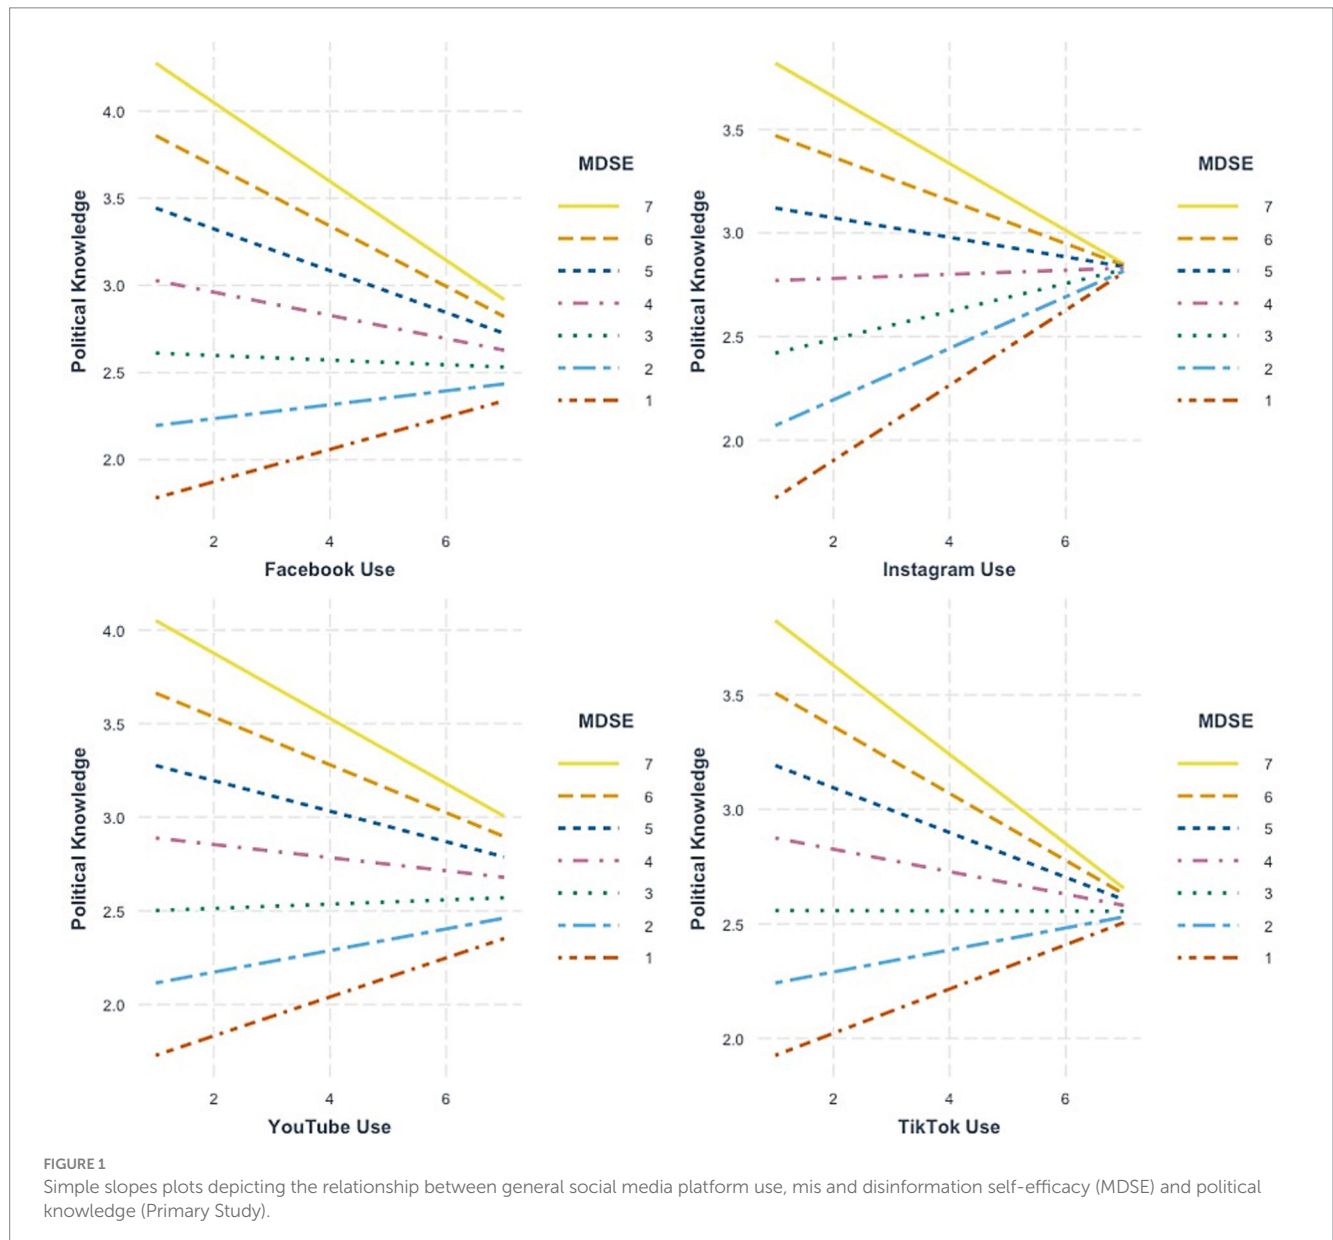 4.0
3.5
3.0
2.5
2.0
Political Knowledge
2 4 6
Facebook Use
MDSE
7
6
5
4
3
2
1
3.5
3.0
2.5
2.0
Political Knowledge
2 4 6
Instagram Use
MDSE
7
6
5
4
3
2
1
4.0
3.5
3.0
2.5
2.0
Political Knowledge
2 4 6
YouTube Use
MDSE
7
6
5
4
3
2
1
3.5
3.0
2.5
2.0
Political Knowledge
2 4 6
TikTok Use
MDSE
7
6
5
4
3
2
1
FIGURE 1
Simple slopes plots depicting the relationship between general social media platform use, mis and disinformation self-efficacy (MDSE) and political
knowledge (Primary Study).